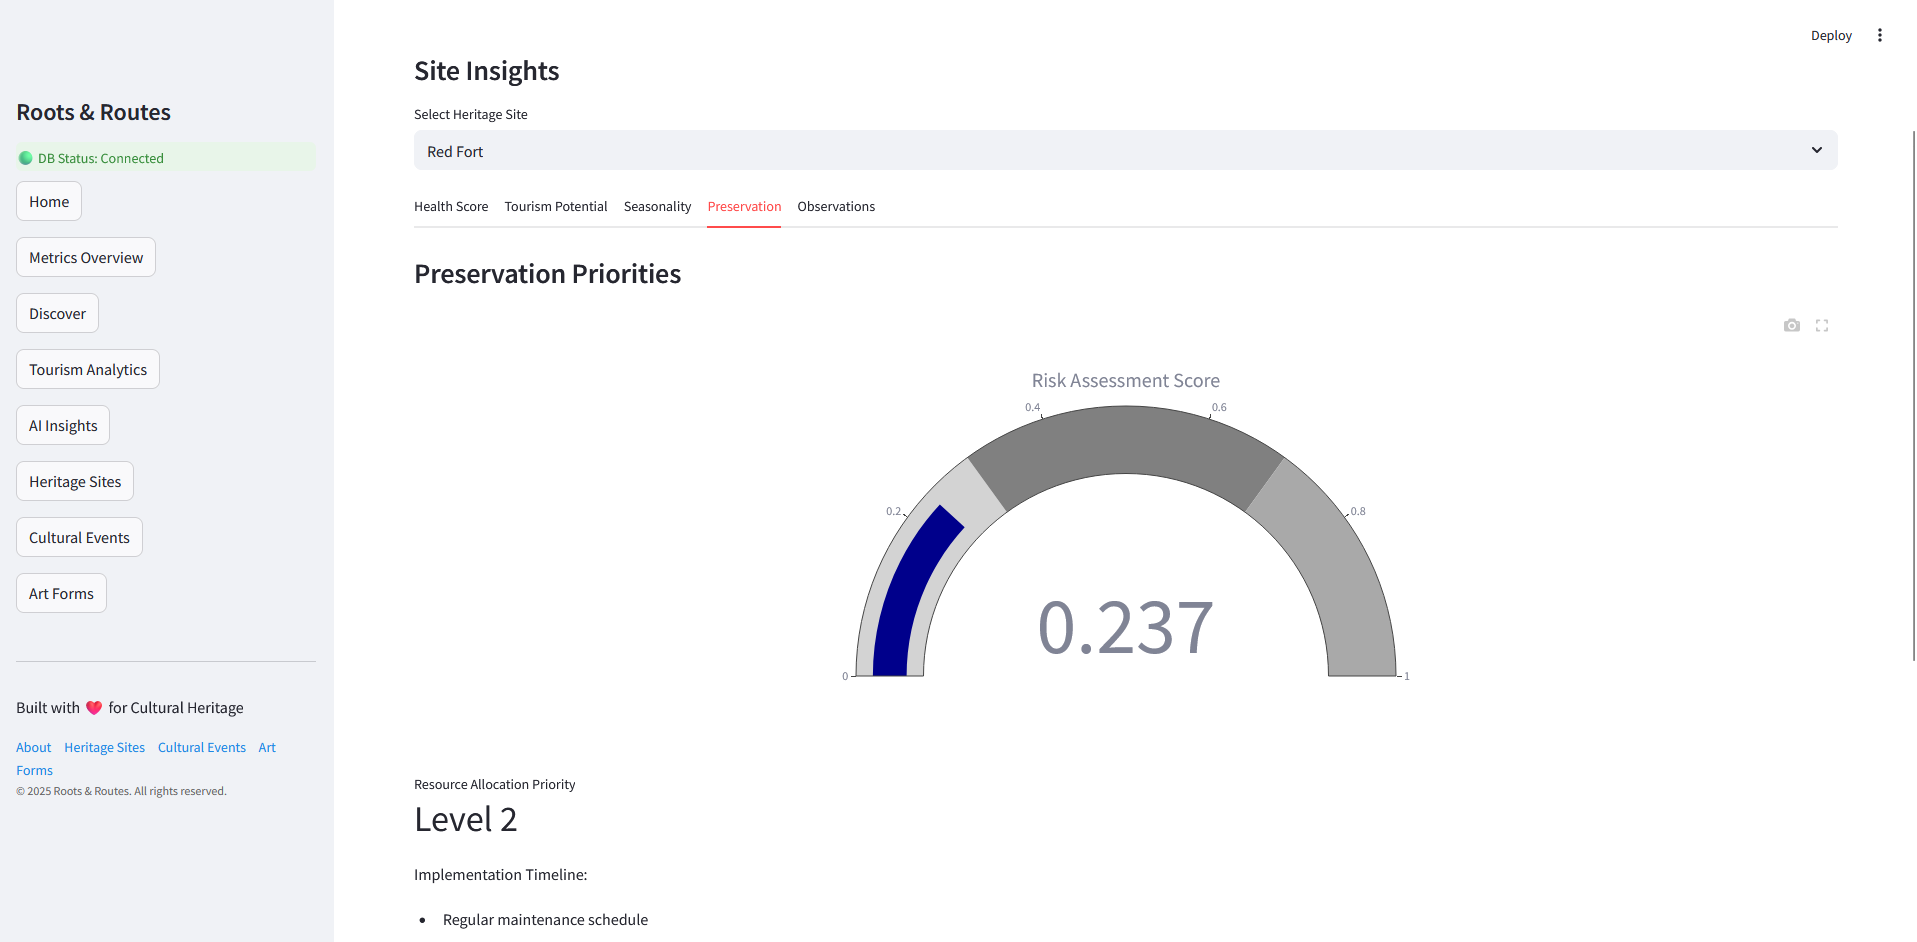 Roots & Routes
DB Status: Connected
Home
Metrics Overview
Discover
Tourism Analytics
AI Insights
Heritage Sites
Cultural Events
Art Forms
Built with ❤️ for Cultural Heritage
About Heritage Sites Cultural Events Art
Forms
© 2025 Roots & Routes. All rights reserved.
Deploy
Site Insights
Select Heritage Site
Red Fort
Health Score Tourism Potential Seasonality Preservation Observations
Preservation Priorities
Risk Assessment Score
0.4 0.6
0.2 0.8
0.237
0 1
Resource Allocation Priority
Level 2
Implementation Timeline:
• Regular maintenance schedule